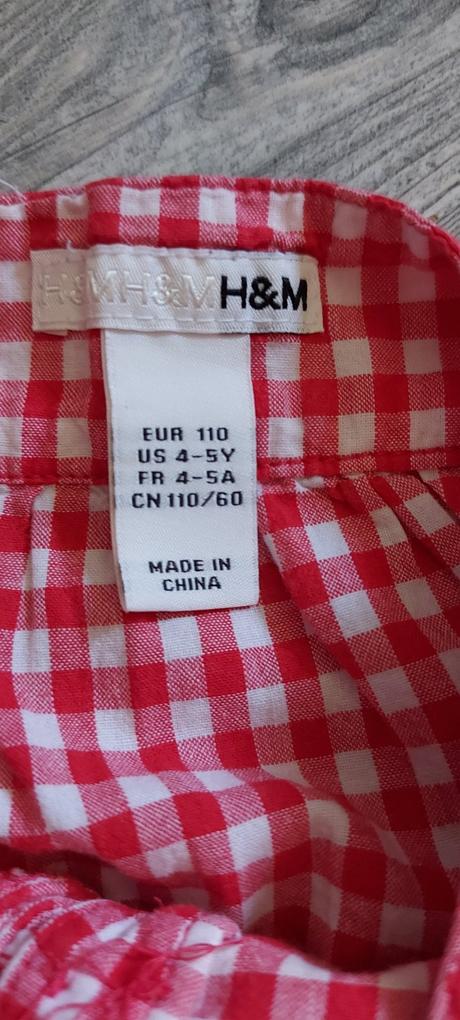 H&MH&MH&M
EUR 110
US 4-5Y
FR 4-5A
CN 110/60
MADE IN
CHINA